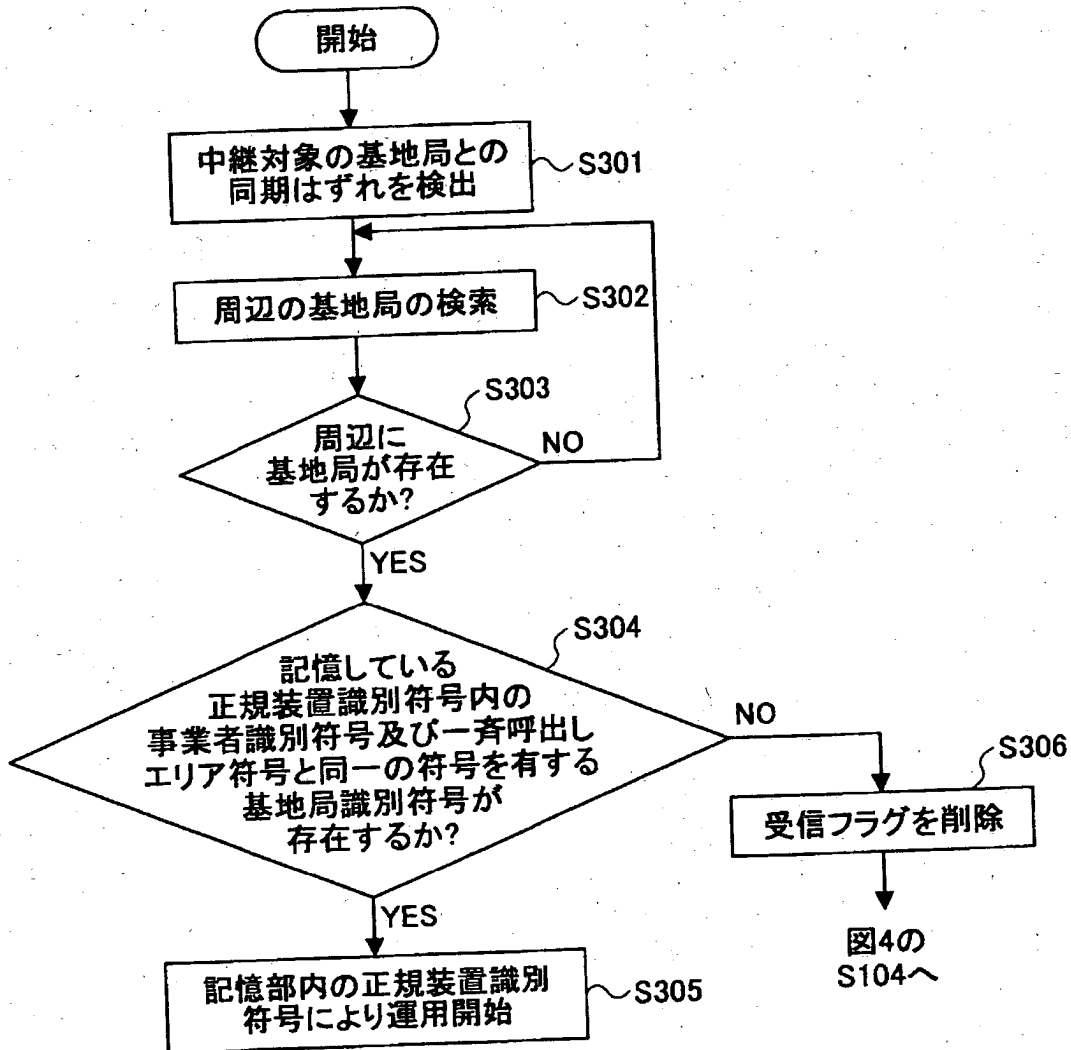 開始
中継対象の基地局との
同期はずれを検出
S301
周辺の基地局の検索
S302
S303
周辺に
基地局が存在
するか?
NO
YES
S304
記憶している
正規装置識別符号内の
事業者識別符号及び一斉呼出し
エリア符号と同一の符号を有する
基地局識別符号が
存在するか?
NO
S306
受信フラグを削除
YES
図4の
S104へ
記憶部内の正規装置識別
符号により運用開始
S305